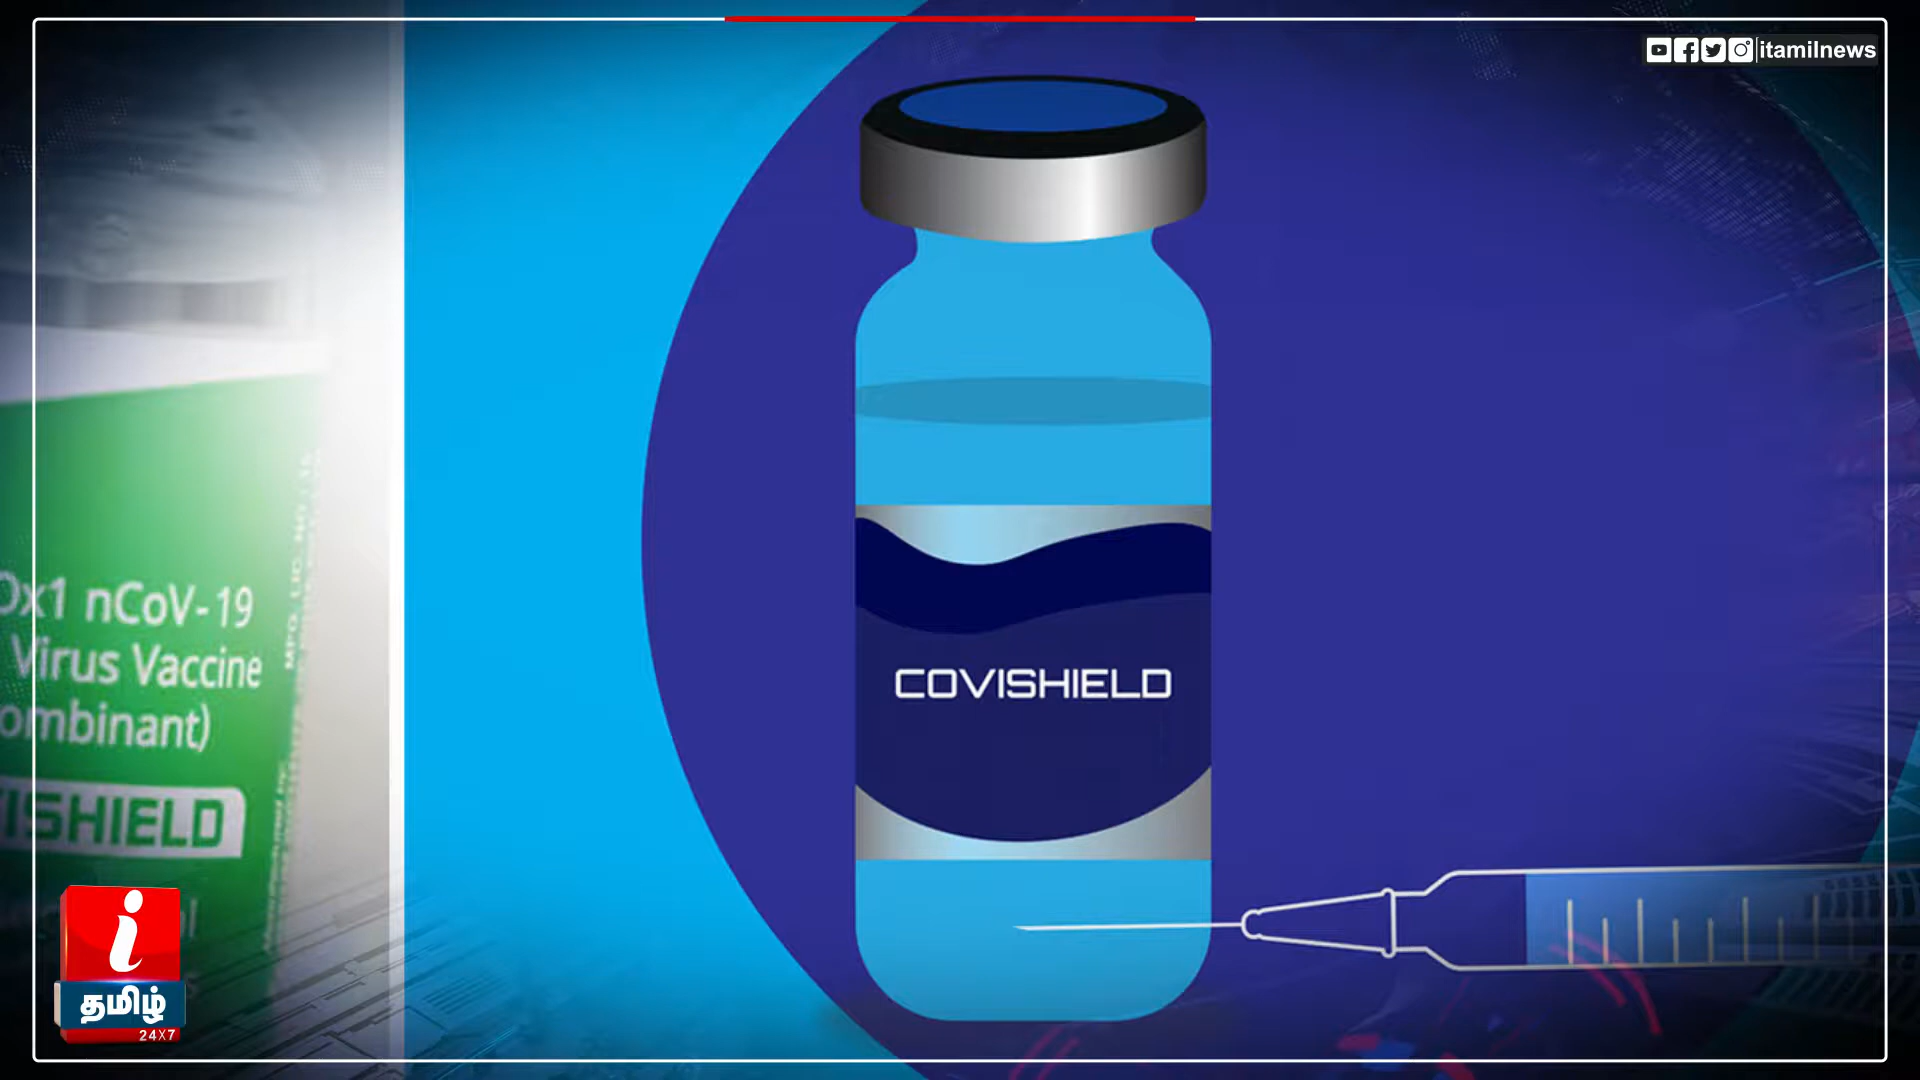 itamilnews
Ox1 nCoV-19
Virus Vaccine
ombinant)
ISHIELD
COVISHIELD
i
தமிழ்
24X7